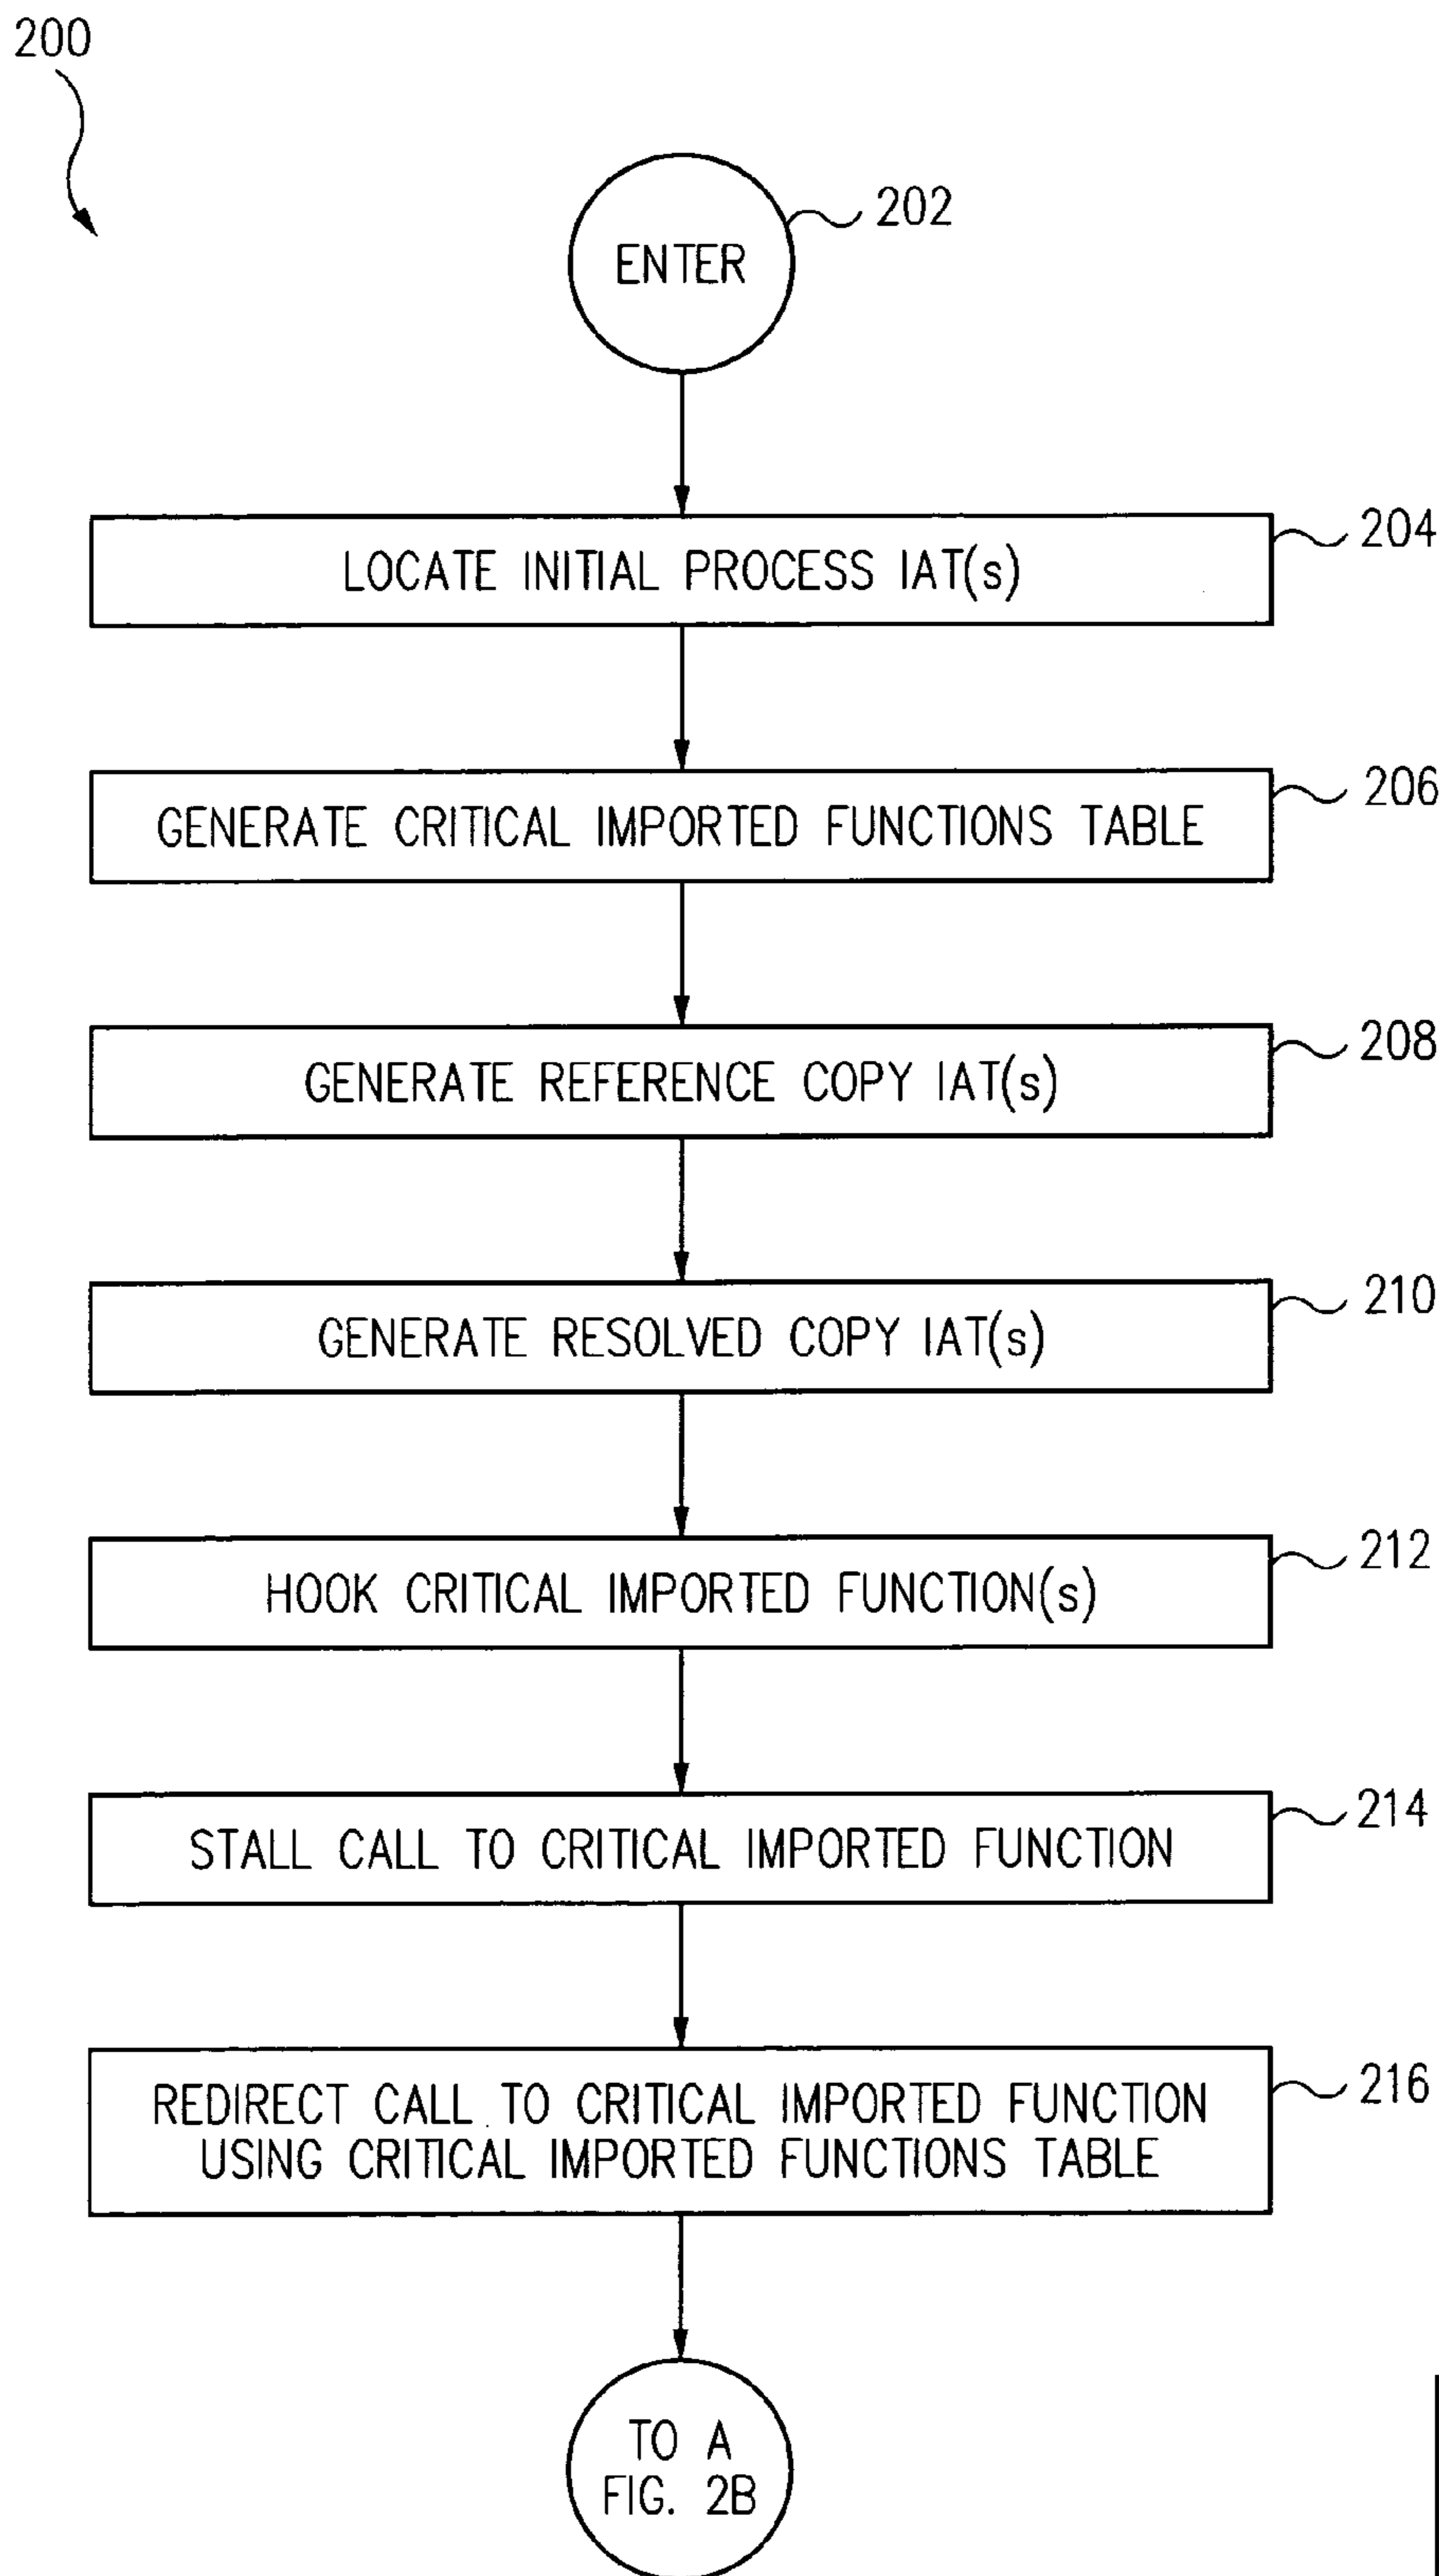 200
ENTER
202
LOCATE INITIAL PROCESS IAT(s)
204
GENERATE CRITICAL IMPORTED FUNCTIONS TABLE
206
GENERATE REFERENCE COPY IAT(s)
208
GENERATE RESOLVED COPY IAT(s)
210
HOOK CRITICAL IMPORTED FUNCTION(s)
212
STALL CALL TO CRITICAL IMPORTED FUNCTION
214
REDIRECT CALL TO CRITICAL IMPORTED FUNCTION
USING CRITICAL IMPORTED FUNCTIONS TABLE
216
TO A
FIG. 2B